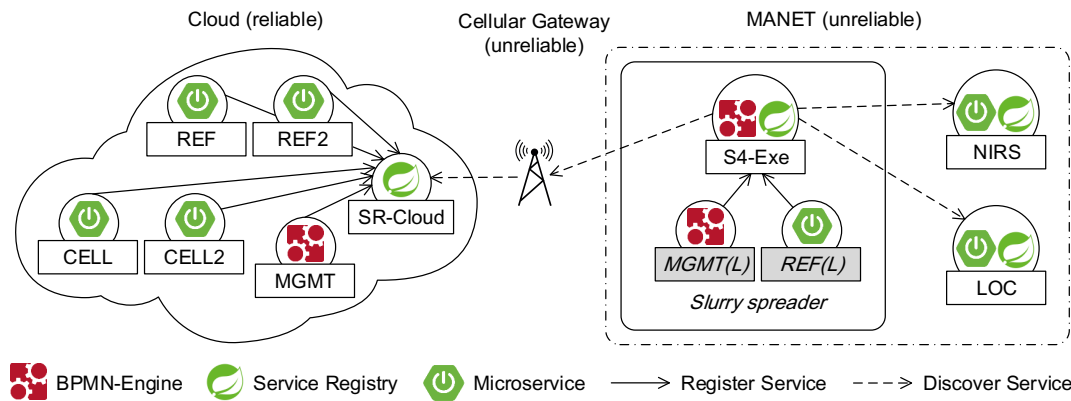 Cloud (reliable)
Cellular Gateway
(unreliable)
MANET (unreliable)
REF
REF2
SR-Cloud
CELL
CELL2
MGMT
S4-Exe
NIRS
MGMT(L)
REF(L)
LOC
Slurry spreader
BPMN-Engine
Service Registry
Microservice
Register Service
Discover Service